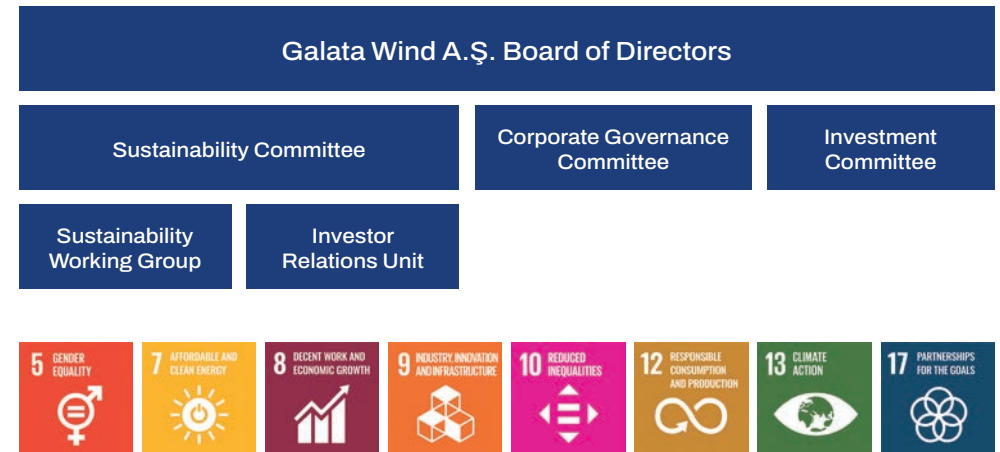 Galata Wind A.Ş. Board of Directors
Sustainability Committee
Corporate Governance
Committee
Investment
Committee
Sustainability
Working Group
Investor
Relations Unit
5 GENDER
EQUALITY
7 AFFORDABLE AND
CLEAN ENERGY
8 DECENT WORK AND
ECONOMIC GROWTH
9 INDUSTRY, INNOVATION
AND INFRASTRUCTURE
10 REDUCED
INEQUALITIES
12 RESPONSIBLE
CONSUMPTION
AND PRODUCTION
13 CLIMATE
ACTION
17 PARTNERSHIPS
FOR THE GOALS